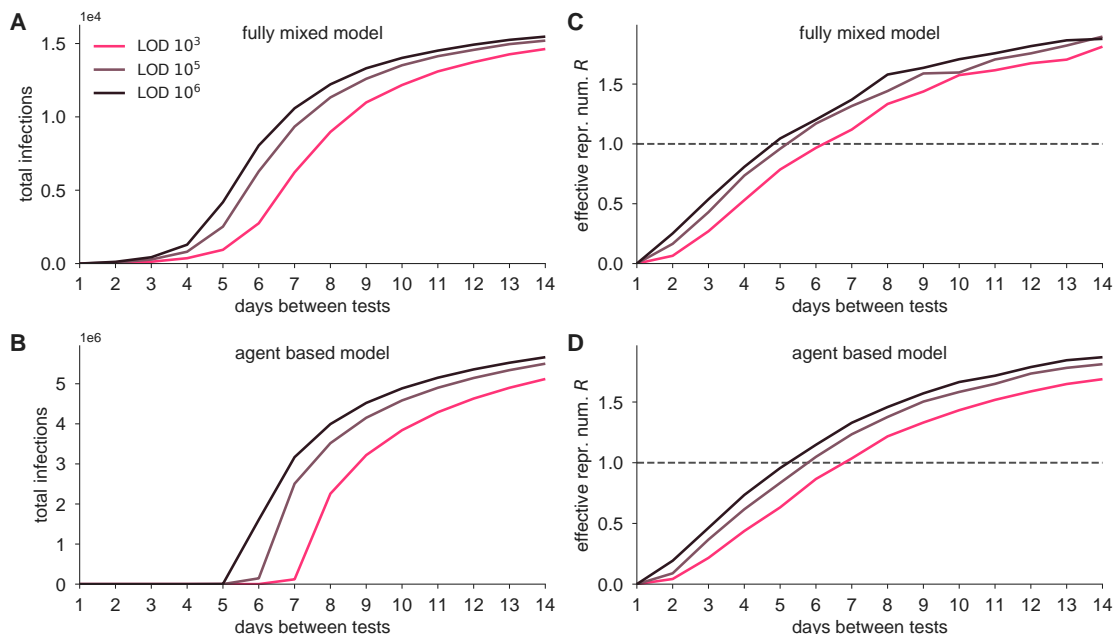 A
1e4
fully mixed model
LOD 10³
LOD 10⁵
LOD 10⁶
total infections
1.5
1.0
0.5
0.0
1 2 3 4 5 6 7 8 9 10 11 12 13 14
days between tests
C
fully mixed model
effective repr. num. R
1.5
1.0
0.5
0.0
1 2 3 4 5 6 7 8 9 10 11 12 13 14
days between tests
B
1e6
agent based model
total infections
5
4
3
2
1
0
1 2 3 4 5 6 7 8 9 10 11 12 13 14
days between tests
D
agent based model
effective repr. num. R
1.5
1.0
0.5
0.0
1 2 3 4 5 6 7 8 9 10 11 12 13 14
days between tests